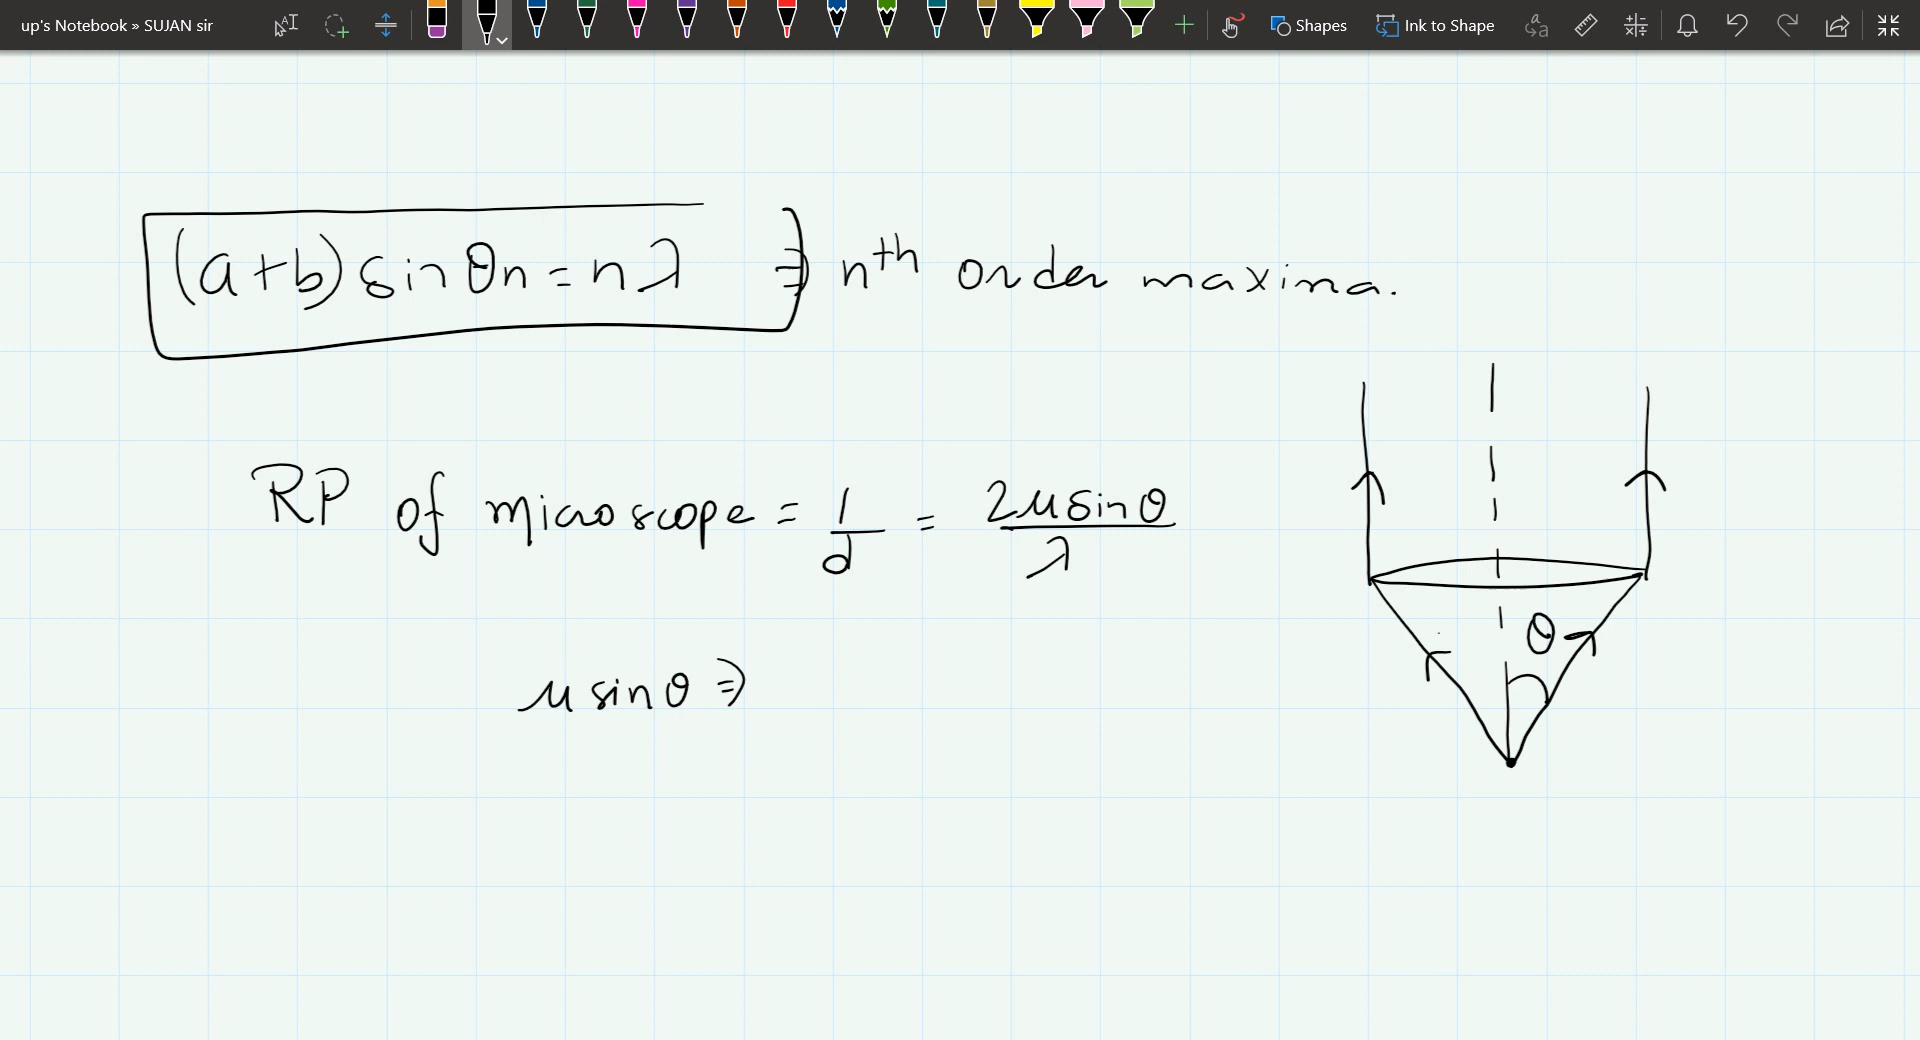 up's Notebook » SUJAN sir
Shapes
Ink to Shape
(a+b) sin θn = nλ ⇒ nth order maxima.
RP of microscope = 1/d = 2μ sin θ/λ
θ
μ sin θ ⇒